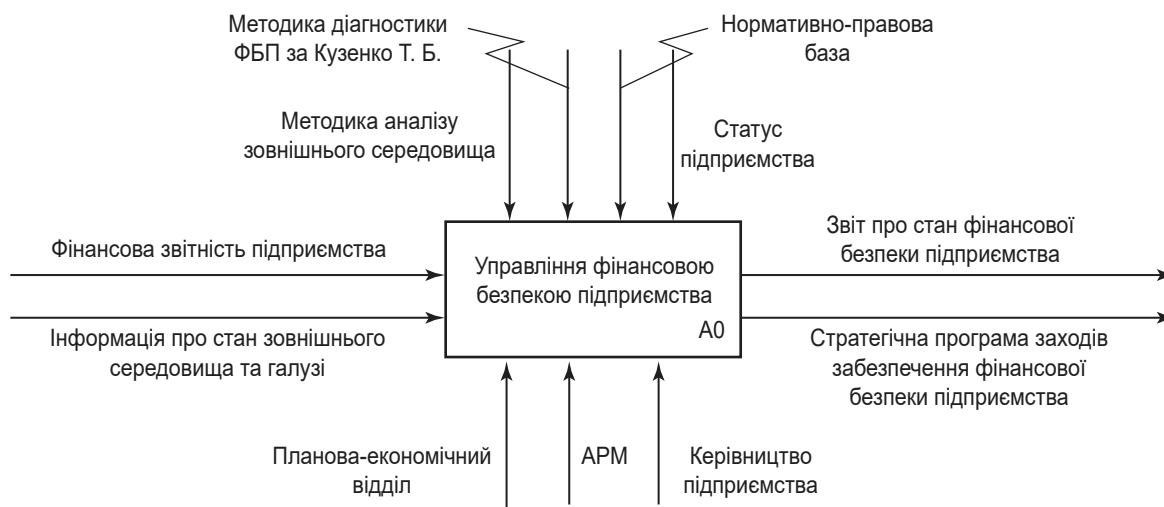 Методика діагностики
ФБП за Кузенко Т. Б.
Нормативно-правова
база
Методика аналізу
зовнішнього середовища
Статус
підприємства
Фінансова звітність підприємства
Інформація про стан зовнішнього
середовища та галузі
Управління фінансовою
безпекою підприємства
А0
Звіт про стан фінансової
безпеки підприємства
Стратегічна програма заходів
забезпечення фінансової
безпеки підприємства
Планова-економічний
відділ
АРМ
Керівництво
підприємства